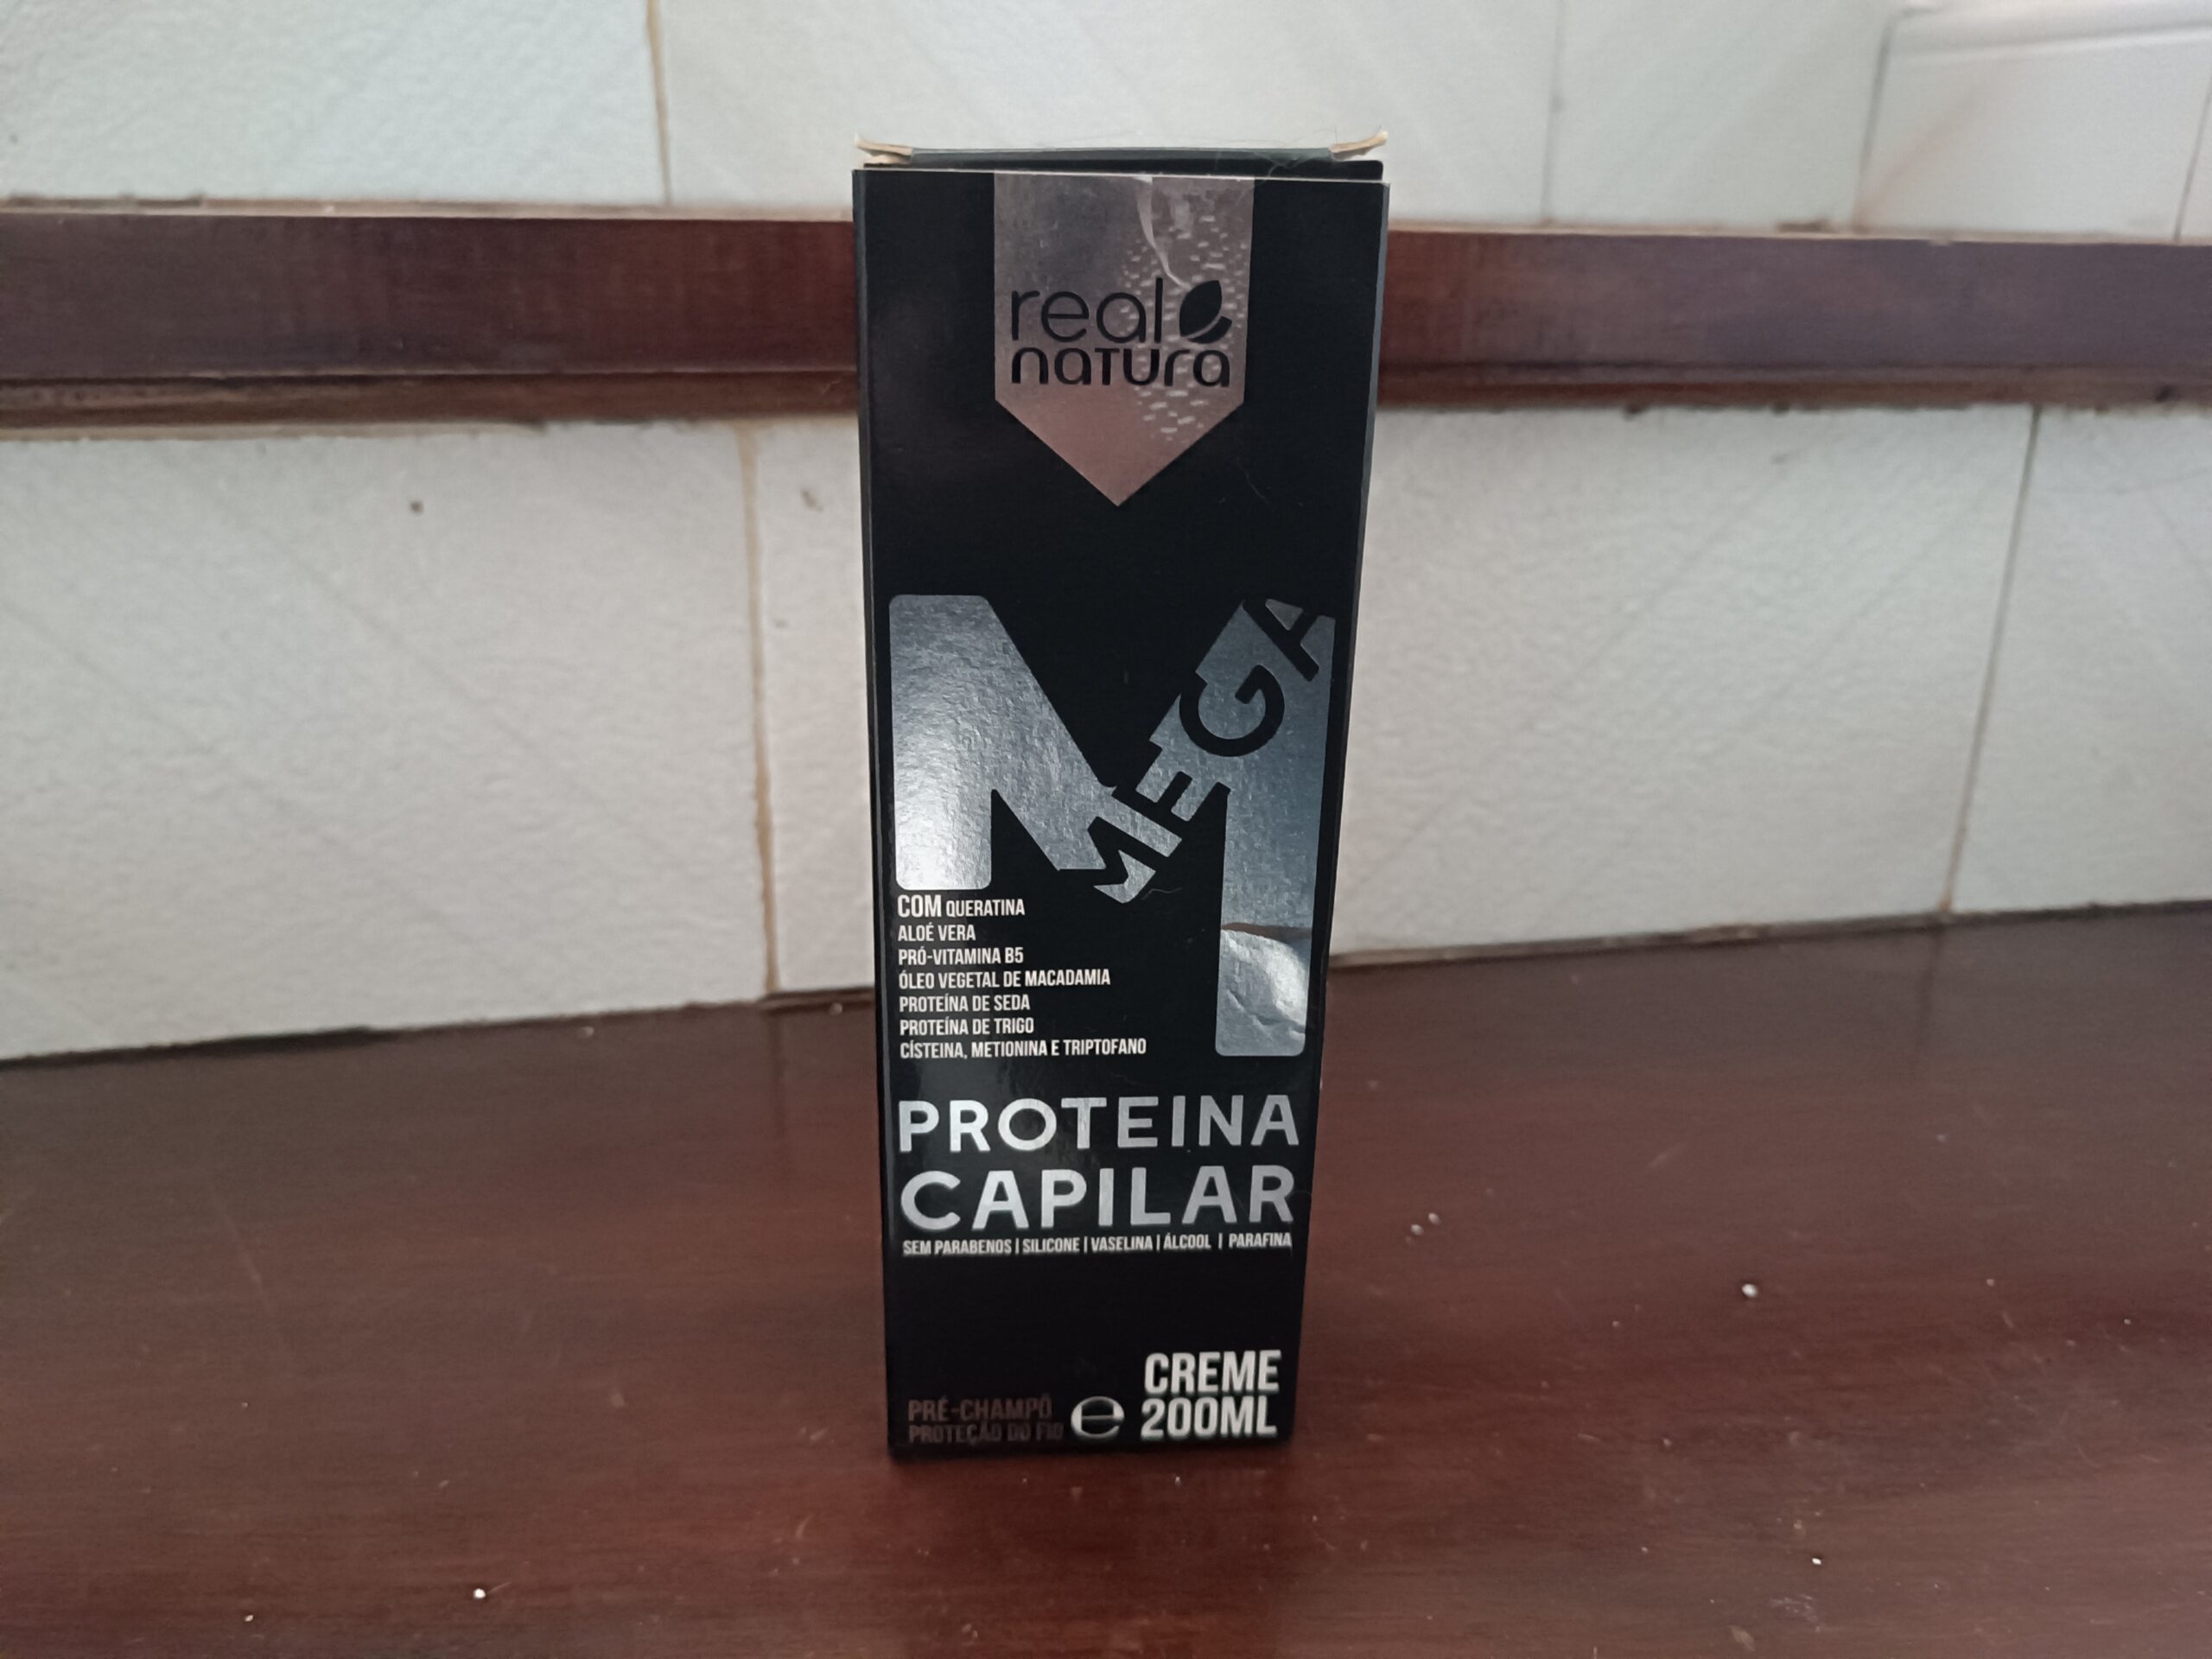 real
natura
MEGA
COM QUERATINA
ALOÉ VERA
PRÓ-VITAMINA B5
ÓLEO VEGETAL DE MACADAMIA
PROTEÍNA DE SEDA
PROTEÍNA DE TRIGO
CÍSTEINA, METIONINA E TRIPTOFANO
PROTEINA
CAPILAR
SEM PARABENOS | SILICONE | VASELINA | ÁLCOOL | PARAFINA
CREME
PRÉ-CHAMPÔ
PROTEÇÃO DO FIO ℮ 200ML